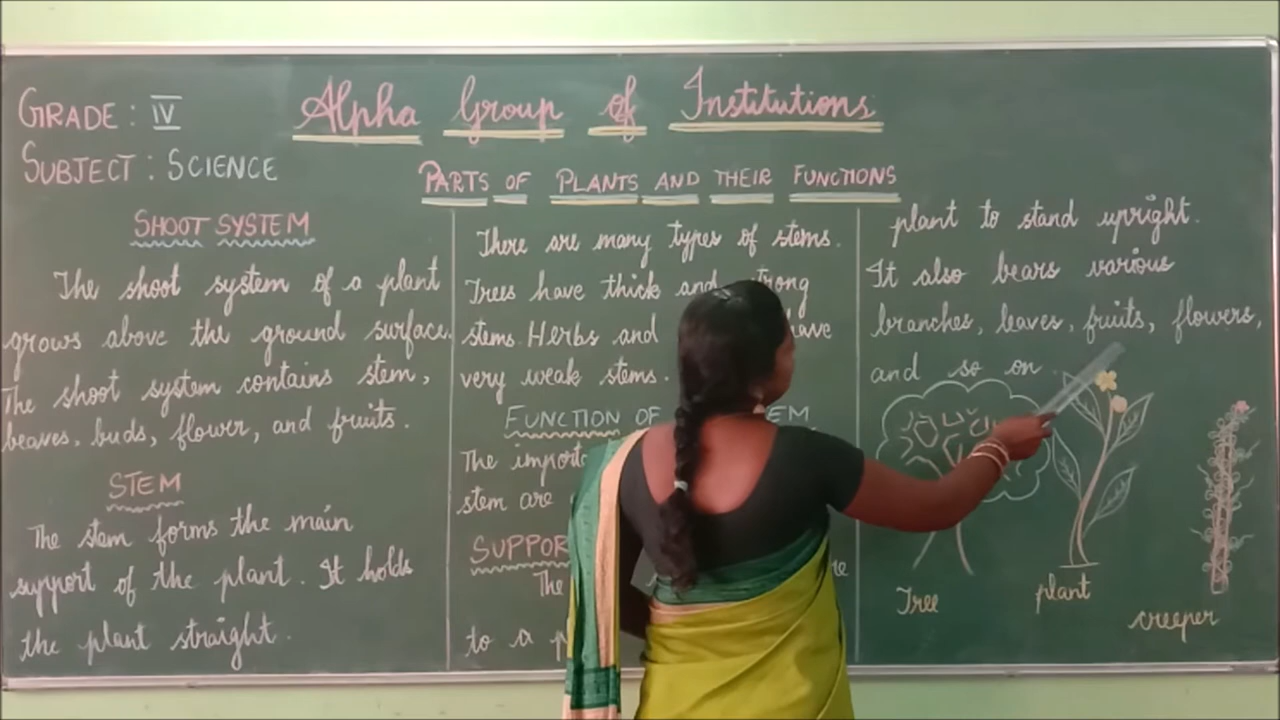 GRADE : IV
Alpha Group of Institutions
SUBJECT : SCIENCE
PARTS OF PLANTS AND THEIR FUNCTIONS
SHOOT SYSTEM
The shoot system of a plant
grows above the ground surface.
The shoot system contains stem,
leaves, buds, flower, and fruits.
STEM
The stem forms the main
support of the plant. It holds
the plant straight.
There are many types of stems.
Trees have thick and strong
stems. Herbs and have
very weak stems.
FUNCTION OF
The
stem are
The
to a
plant to stand upright.
It also bears various
branches, leaves, fruits, flowers,
and so on.
Tree
plant
creeper